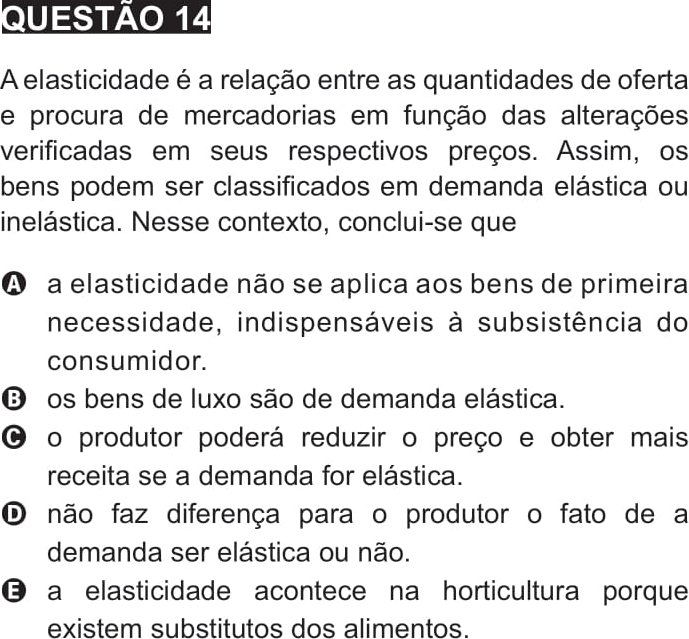 QUESTÃO 14
A elasticidade é a relação entre as quantidades de oferta
e procura de mercadorias em função das alterações
verificadas em seus respectivos preços. Assim, os
bens podem ser classificados em demanda elástica ou
inelástica. Nesse contexto, conclui-se que
A a elasticidade não se aplica aos bens de primeira
necessidade, indispensáveis à subsistência do
consumidor.
B os bens de luxo são de demanda elástica.
C o produtor poderá reduzir o preço e obter mais
receita se a demanda for elástica.
D não faz diferença para o produtor o fato de a
demanda ser elástica ou não.
E a elasticidade acontece na horticultura porque
existem substitutos dos alimentos.